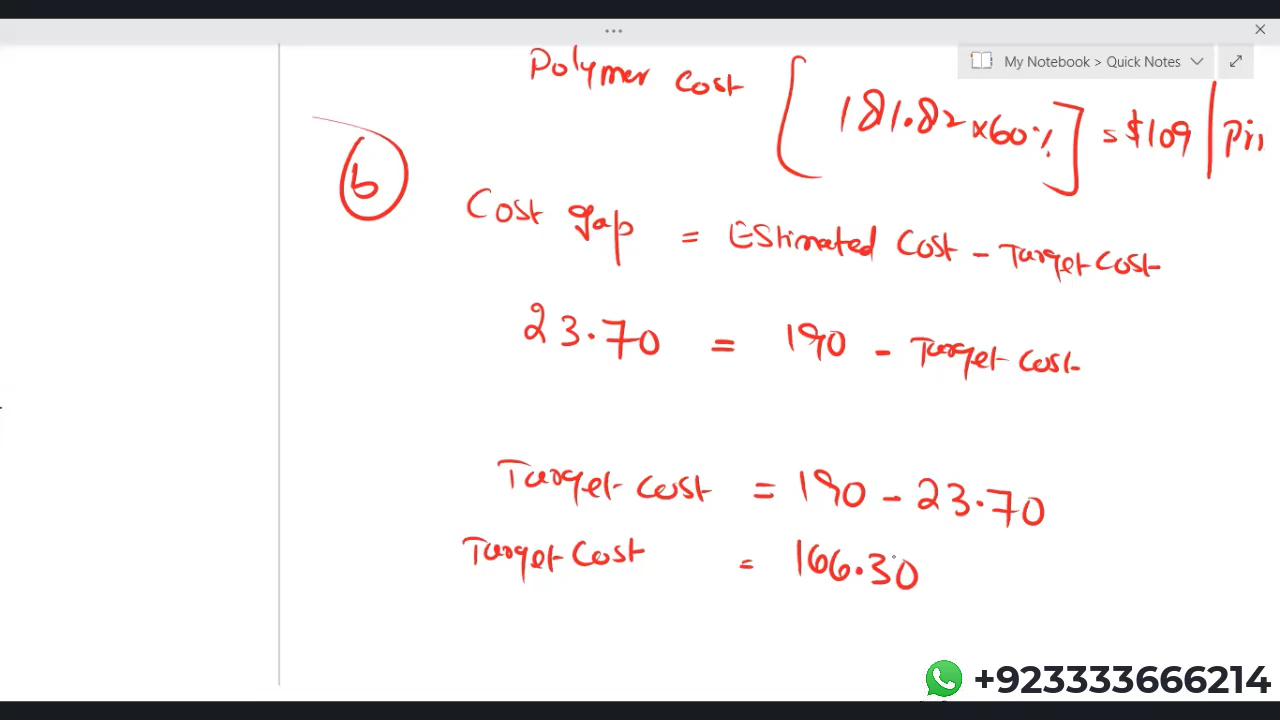 My Notebook > Quick Notes
Polymer Cost [181.82 x 60%] = $109
b
Cost gap = Estimated Cost - Target Cost
23.70 = 190 - Target Cost
Target Cost = 190 - 23.70
Target Cost = 166.30
+923333666214